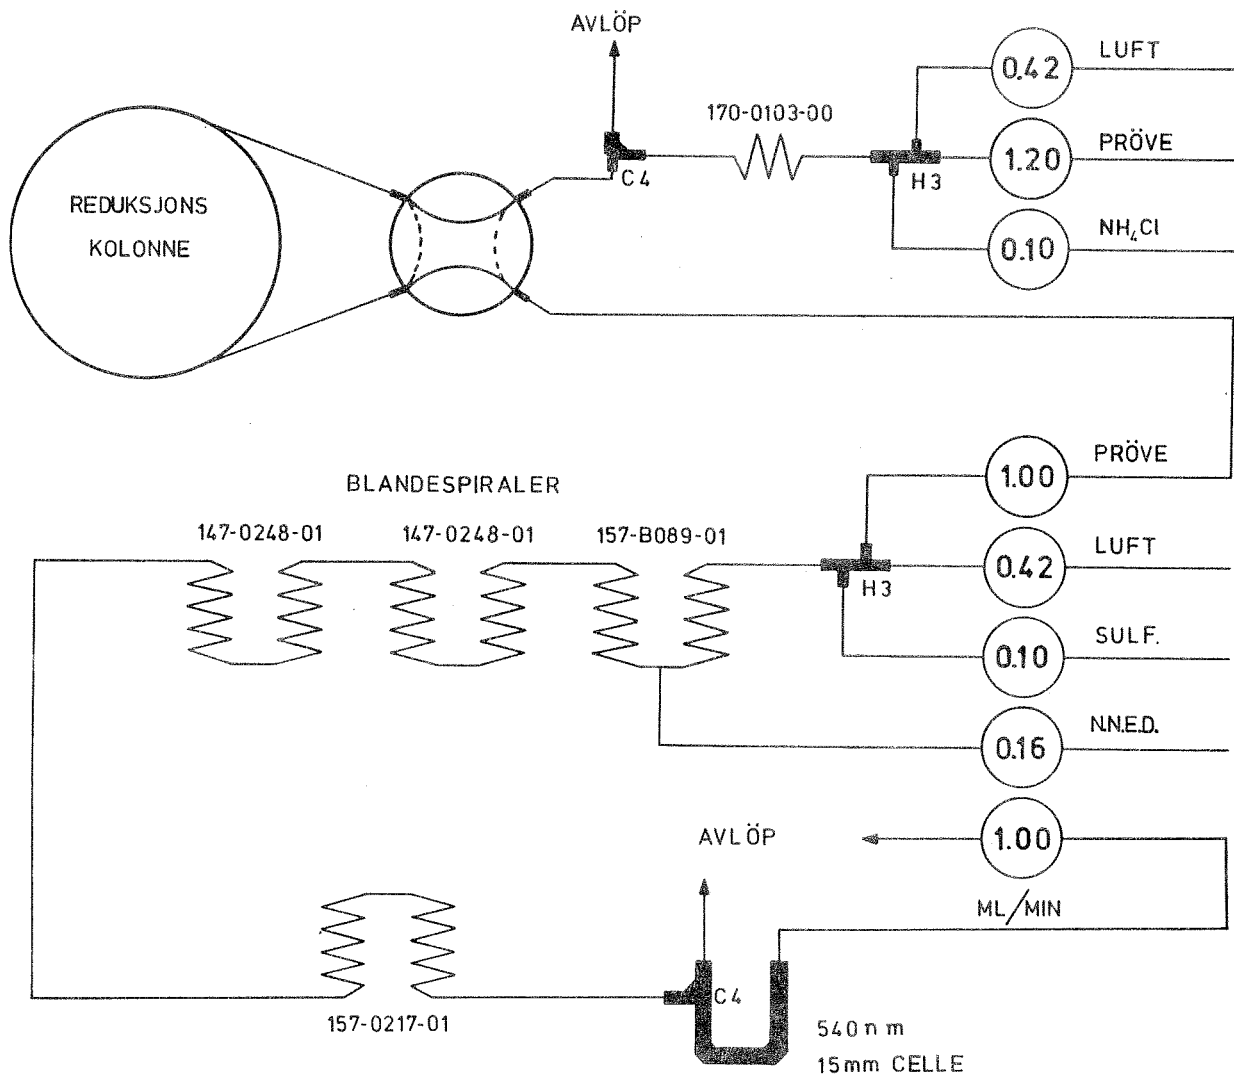 AVLÖP
0.42
LUFT
170-0103-00
C4
H3
1.20
PRÖVE
REDUKSJONS
KOLONNE
0.10
NH₄Cl
1.00
PRÖVE
BLANDESPIRALER
147-0248-01
147-0248-01
157-B089-01
H3
0.42
LUFT
0.10
SULF.
0.16
N.N.E.D.
AVLÖP
1.00
ML/MIN
157-0217-01
C4
540nm
15mm CELLE